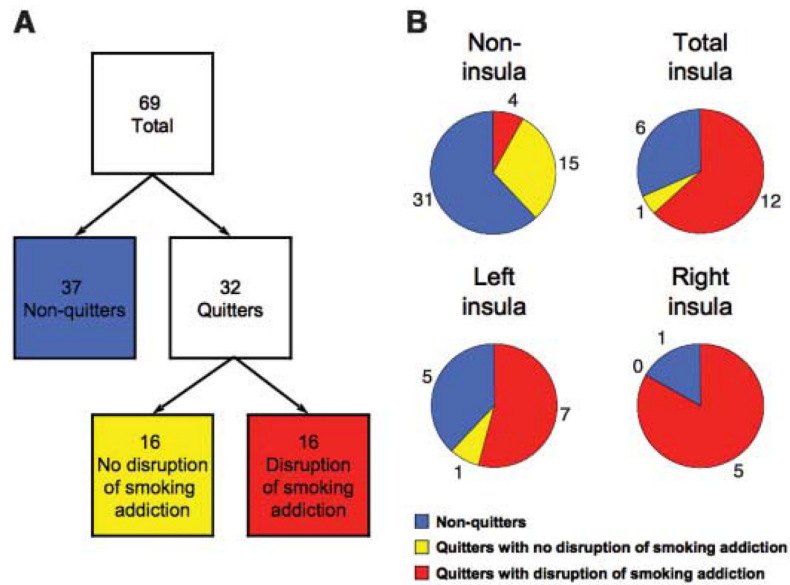 A
69
Total
37
Non-quitters
32
Quitters
16
No disruption
of smoking
addiction
16
Disruption
of smoking
addiction
B
Non-
insula
4
15
31
Total
insula
6
1
12
Left
insula
5
1
7
Right
insula
1
0
5
Non-quitters
Quitters with no disruption of smoking addiction
Quitters with disruption of smoking addiction